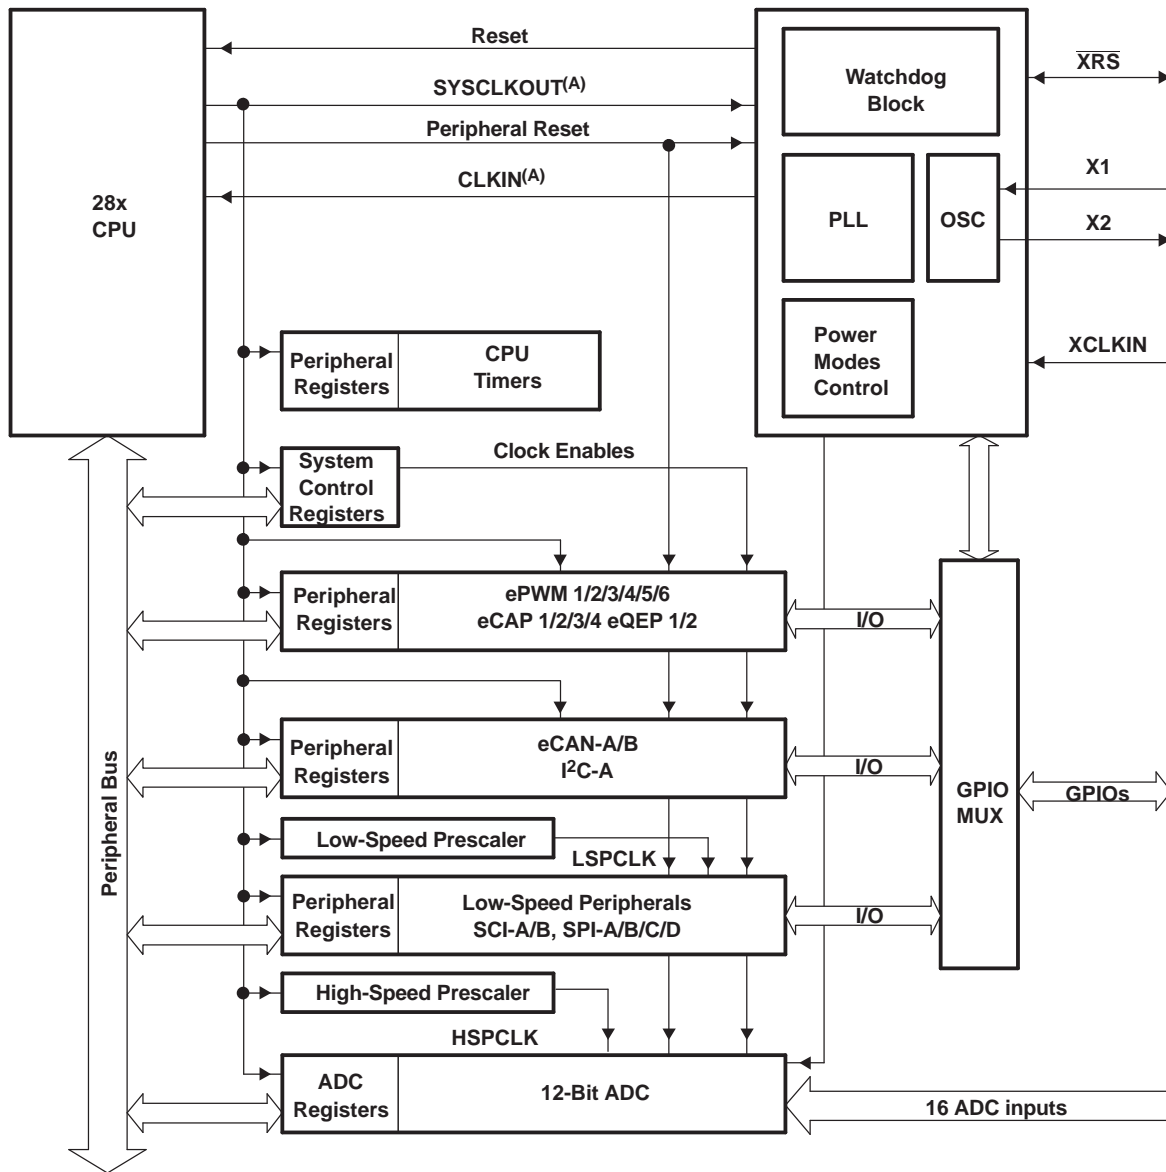 Reset
SYSCLKOUT(A)
Peripheral Reset
CLKIN(A)
28x
CPU
Watchdog
Block
PLL
OSC
Power
Modes
Control
XRS
X1
X2
XCLKIN
Peripheral
Registers
CPU
Timers
System
Control
Registers
Clock Enables
Peripheral
Registers
ePWM 1/2/3/4/5/6
eCAP 1/2/3/4 eQEP 1/2
I/O
Peripheral
Registers
eCAN-A/B
I2C-A
I/O
Peripheral Bus
GPIO
MUX
GPIOs
Low-Speed Prescaler
LSPCLK
Peripheral
Registers
Low-Speed Peripherals
SCI-A/B, SPI-A/B/C/D
I/O
High-Speed Prescaler
HSPCLK
ADC
Registers
12-Bit ADC
16 ADC inputs